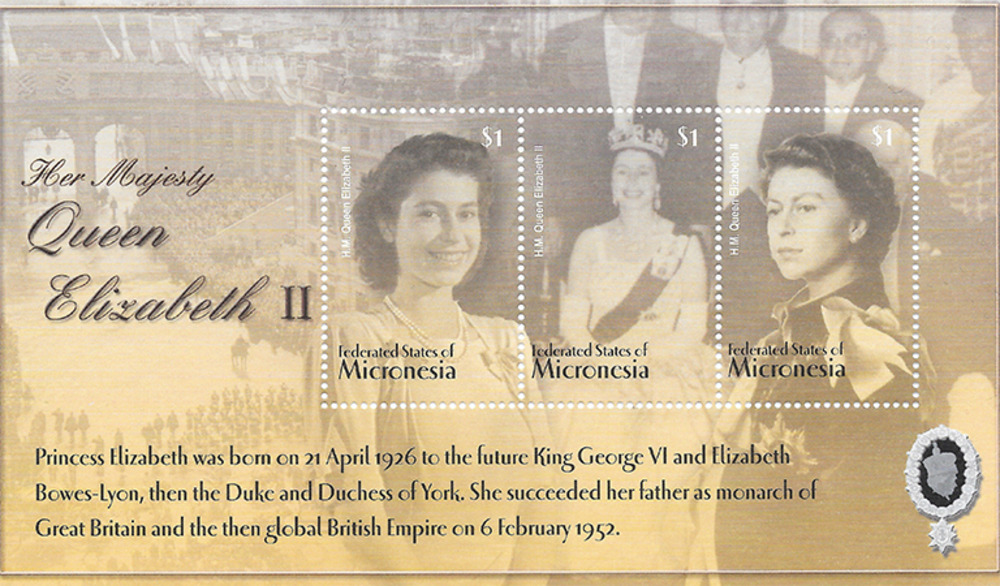 Her Majesty
Queen
Elizabeth II
$1
H.M. Queen Elizabeth II
Federated States of
Micronesia
$1
H.M. Queen Elizabeth II
Federated States of
Micronesia
$1
H.M. Queen Elizabeth II
Federated States of
Micronesia
Princess Elizabeth was born on 21 April 1926 to the future King George VI and Elizabeth
Bowes-Lyon, then the Duke and Duchess of York. She succeeded her father as monarch of
Great Britain and the then global British Empire on 6 February 1952.